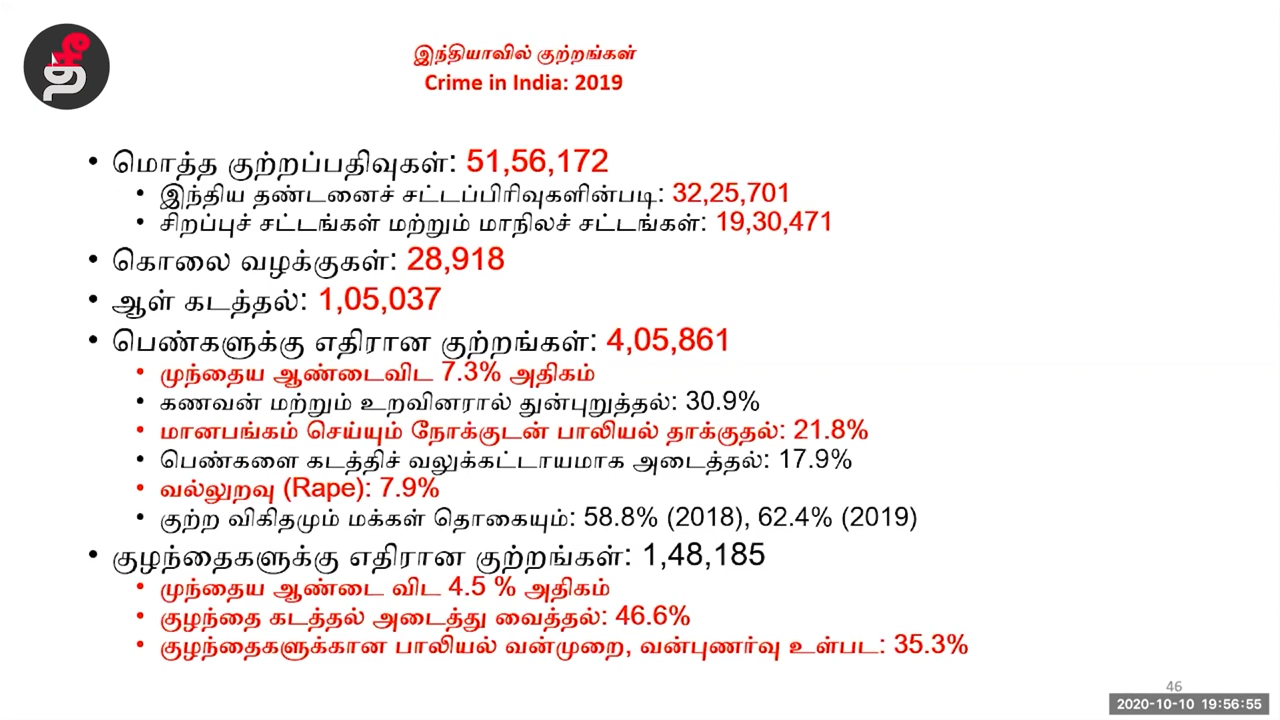 தீ
இந்தியாவில் குற்றங்கள்
Crime in India: 2019
• மொத்த குற்றப்பதிவுகள்: 51,56,172
• இந்திய தண்டனைச் சட்டப்பிரிவுகளின்படி: 32,25,701
• சிறப்புச் சட்டங்கள் மற்றும் மாநிலச் சட்டங்கள்: 19,30,471
• கொலை வழக்குகள்: 28,918
• ஆள் கடத்தல்: 1,05,037
• பெண்களுக்கு எதிரான குற்றங்கள்: 4,05,861
• முந்தைய ஆண்டைவிட 7.3% அதிகம்
• கணவன் மற்றும் உறவினரால் துன்புறுத்தல்: 30.9%
• மானபங்கம் செய்யும் நோக்குடன் பாலியல் தாக்குதல்: 21.8%
• பெண்களை கடத்திச் வலுக்கட்டாயமாக அடைத்தல்: 17.9%
• வல்லுறவு (Rape): 7.9%
• குற்ற விகிதமும் மக்கள் தொகையும்: 58.8% (2018), 62.4% (2019)
• குழந்தைகளுக்கு எதிரான குற்றங்கள்: 1,48,185
• முந்தைய ஆண்டை விட 4.5 % அதிகம்
• குழந்தை கடத்தல் அடைத்து வைத்தல்: 46.6%
• குழந்தைகளுக்கான பாலியல் வன்முறை, வன்புணர்வு உள்பட: 35.3%
46
2020-10-10 19:56:55